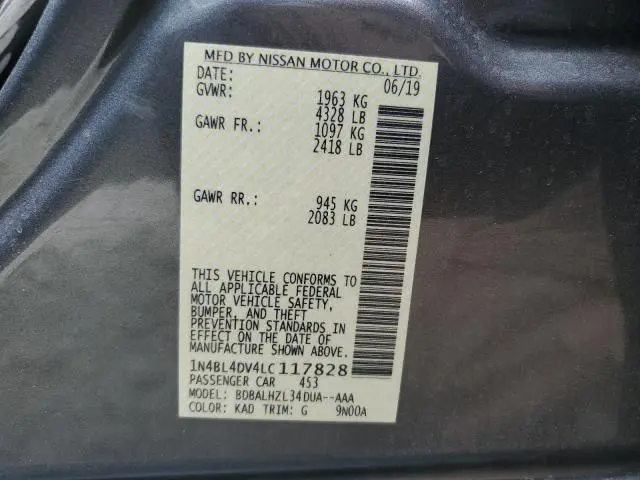 MFD BY NISSAN MOTOR CO., LTD.
DATE: 06/19
GVWR: 1963 KG
4328 LB
GAWR FR.: 1097 KG
2418 LB
GAWR RR.: 945 KG
2083 LB
THIS VEHICLE CONFORMS TO
ALL APPLICABLE FEDERAL
MOTOR VEHICLE SAFETY,
BUMPER, AND THEFT
PREVENTION STANDARDS IN
EFFECT ON THE DATE OF
MANUFACTURE SHOWN ABOVE.
1N4BL4DV4LC117828
PASSENGER CAR 453
MODEL: BDBALHZL34DUA--AAA
COLOR: KAD TRIM: G 9N00A